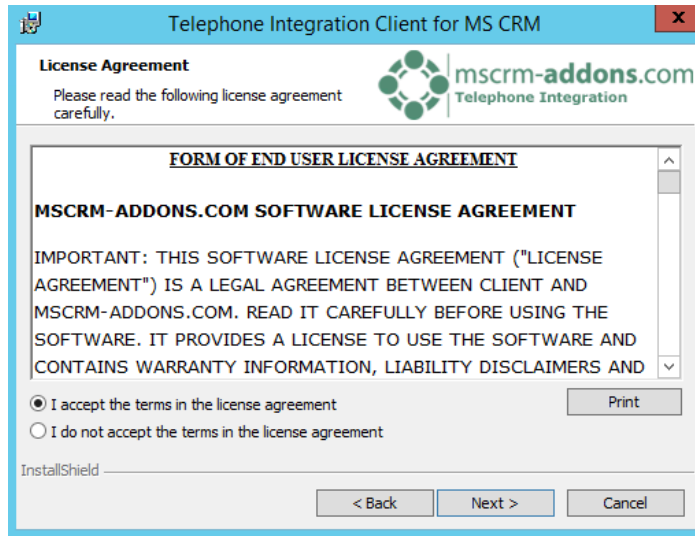 Telephone Integration Client for MS CRM
x
License Agreement
Please read the following license agreement
carefully.
mscrm-addons.com
Telephone Integration
FORM OF END USER LICENSE AGREEMENT
MSCRM-ADDONS.COM SOFTWARE LICENSE AGREEMENT
IMPORTANT: THIS SOFTWARE LICENSE AGREEMENT ("LICENSE
AGREEMENT") IS A LEGAL AGREEMENT BETWEEN CLIENT AND
MSCRM-ADDONS.COM. READ IT CAREFULLY BEFORE USING THE
SOFTWARE. IT PROVIDES A LICENSE TO USE THE SOFTWARE AND
CONTAINS WARRANTY INFORMATION, LIABILITY DISCLAIMERS AND
I accept the terms in the license agreement
Print
I do not accept the terms in the license agreement
InstallShield
< Back
Next >
Cancel